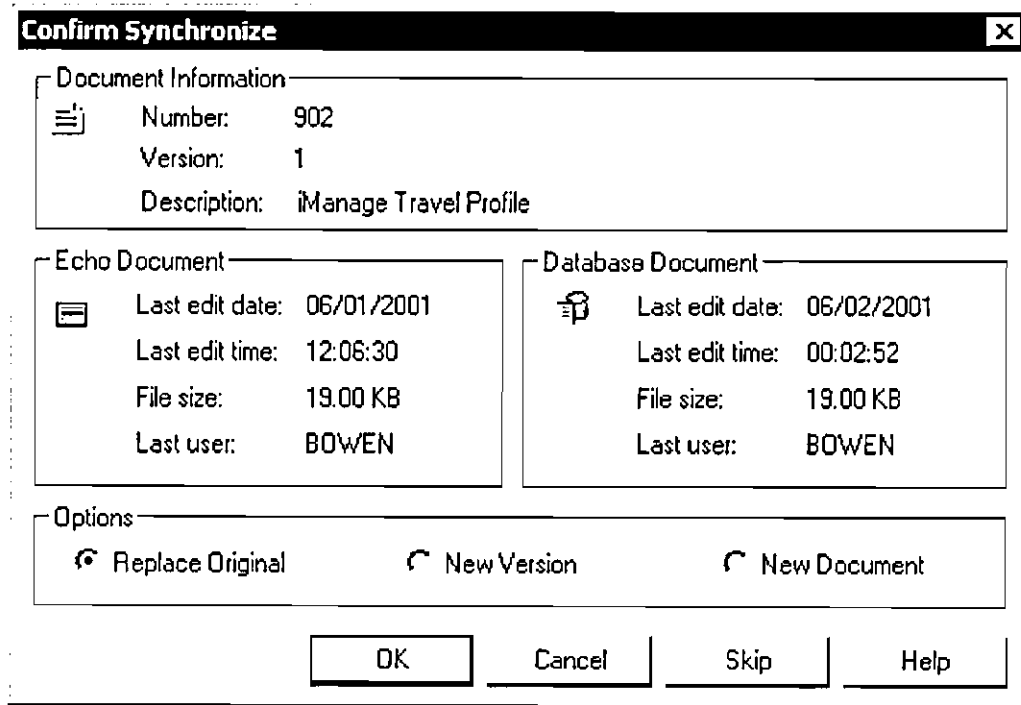 Confirm Synchronize
Document Information
Number: 902
Version: 1
Description: iManage Travel Profile
Echo Document
Last edit date: 06/01/2001
Last edit time: 12:06:30
File size: 19.00 KB
Last user: BOWEN
Database Document
Last edit date: 06/02/2001
Last edit time: 00:02:52
File size: 19.00 KB
Last user: BOWEN
Options
Replace Original New Version New Document
OK Cancel Skip Help